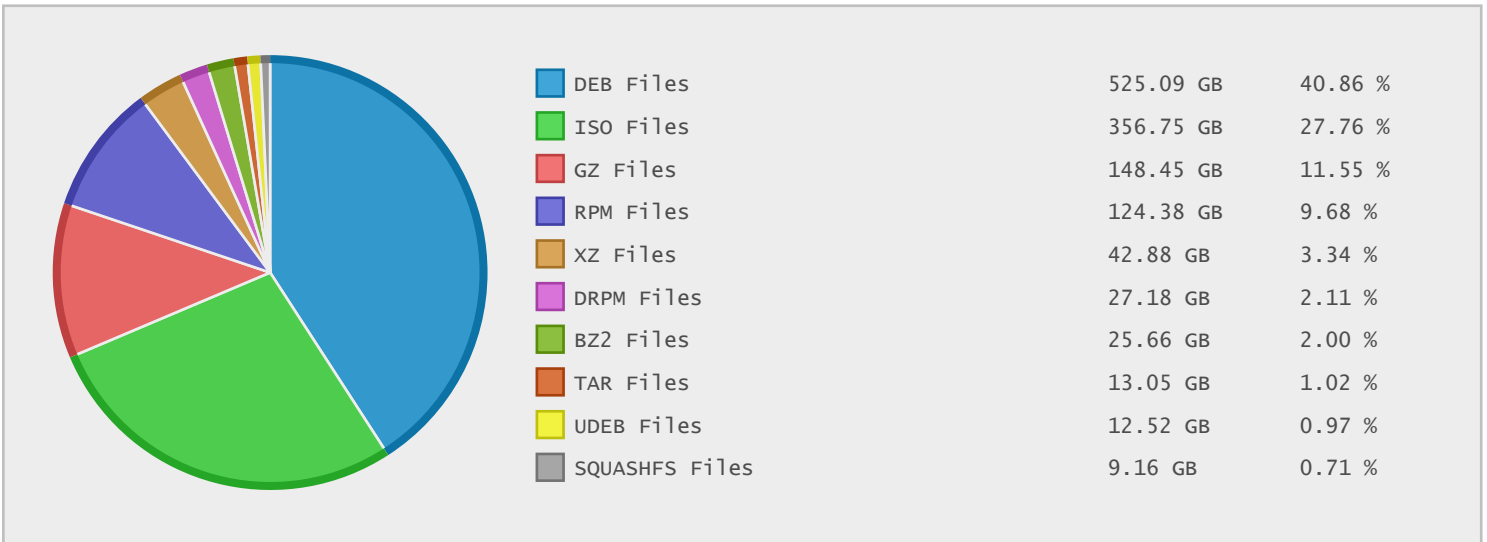 DEB Files 525.09 GB 40.86 %
ISO Files 356.75 GB 27.76 %
GZ Files 148.45 GB 11.55 %
RPM Files 124.38 GB 9.68 %
XZ Files 42.88 GB 3.34 %
DRPM Files 27.18 GB 2.11 %
BZ2 Files 25.66 GB 2.00 %
TAR Files 13.05 GB 1.02 %
UDEB Files 12.52 GB 0.97 %
SQUASHFS Files 9.16 GB 0.71 %